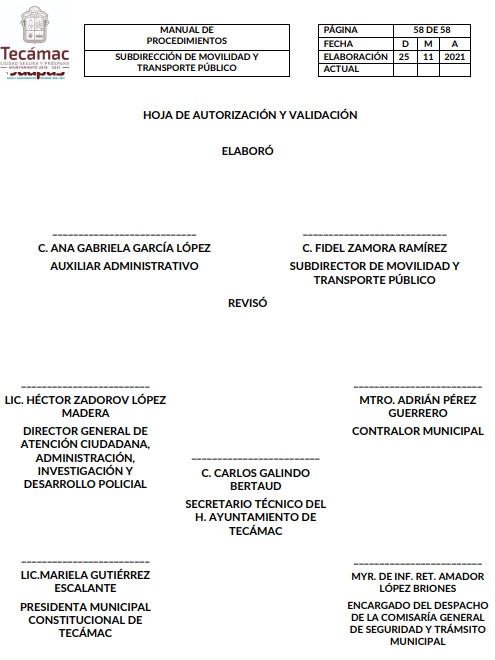 Tecámac
CIUDAD SEGURA Y PRÓSPERA
MANUAL DE
PROCEDIMIENTOS
SUBDIRECCIÓN DE MOVILIDAD Y
TRANSPORTE PÚBLICO
PÁGINA 58 DE 58
FECHA D M A
ELABORACIÓN 25 11 2021
ACTUAL
HOJA DE AUTORIZACIÓN Y VALIDACIÓN
ELABORÓ
C. ANA GABRIELA GARCÍA LÓPEZ
AUXILIAR ADMINISTRATIVO
C. FIDEL ZAMORA RAMÍREZ
SUBDIRECTOR DE MOVILIDAD Y
TRANSPORTE PÚBLICO
REVISÓ
LIC. HÉCTOR ZADOROV LÓPEZ
MADERA
DIRECTOR GENERAL DE
ATENCIÓN CIUDADANA,
ADMINISTRACIÓN,
INVESTIGACIÓN Y
DESARROLLO POLICIAL
MTRO. ADRIÁN PÉREZ
GUERRERO
CONTRALOR MUNICIPAL
C. CARLOS GALINDO
BERTAUD
SECRETARIO TÉCNICO DEL
H. AYUNTAMIENTO DE
TECÁMAC
LIC.MARIELA GUTIÉRREZ
ESCALANTE
PRESIDENTA MUNICIPAL
CONSTITUCIONAL DE
TECÁMAC
MYR. DE INF. RET. AMADOR
LÓPEZ BRIONES
ENCARGADO DEL DESPACHO
DE LA COMISARÍA GENERAL
DE SEGURIDAD Y TRÁMSITO
MUNICIPAL